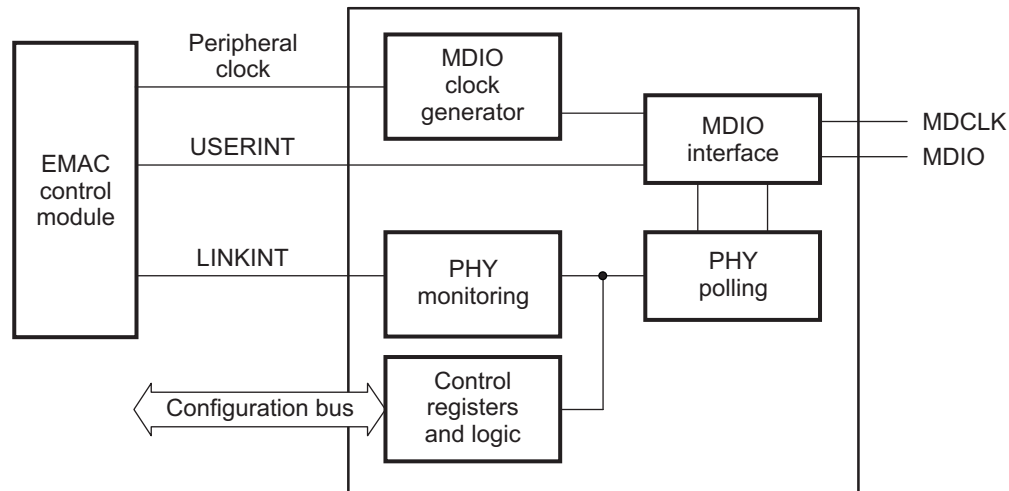 Peripheral
clock
MDIO
clock
generator
MDIO
interface
MDCLK
MDIO
USERINT
EMAC
control
module
LINKINT
PHY
monitoring
PHY
polling
Configuration bus
Control
registers
and logic